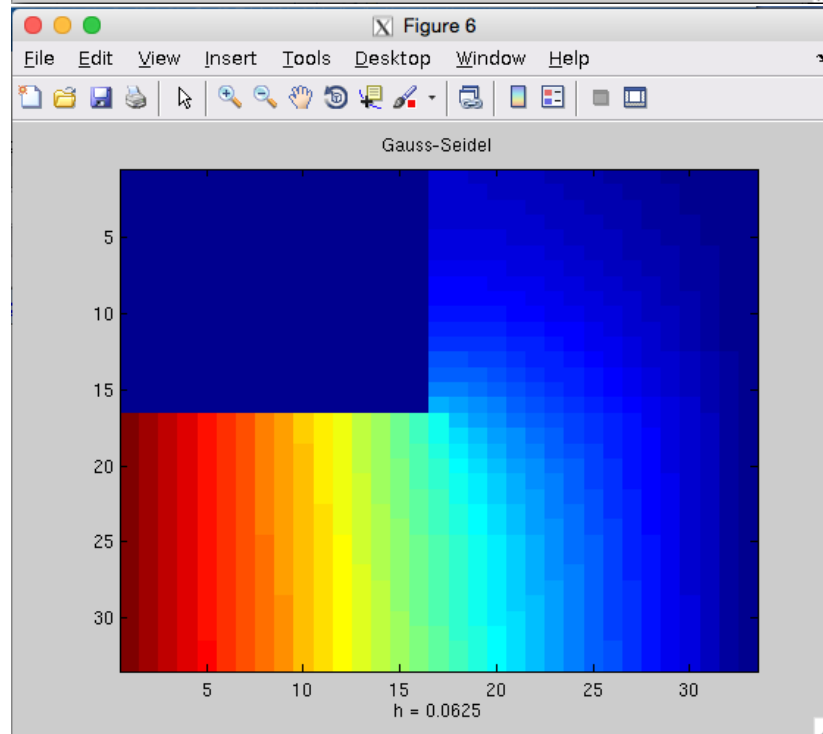 Figure 6
File Edit View Insert Tools Desktop Window Help
Gauss-Seidel
5
10
15
20
25
30
5 10 15 20 25 30
h = 0.0625